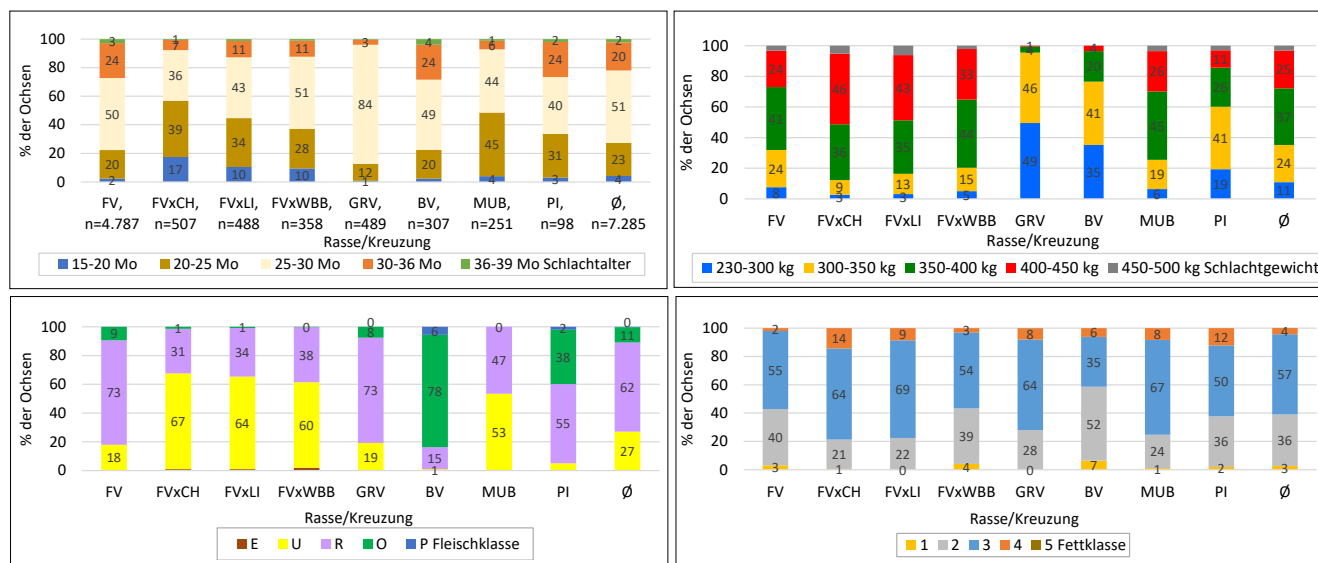 % der Ochsen
100
80
60
40
20
0
3 1 3 4 1 2 2
24 7 11 11 24 6 24 20
50 36 43 51 84 49 44 40 51
20 39 34 28 12 20 45 31 23
2 17 10 10 1 4 3 4
FV, FVxCH, FVxLI, FVxWBB, GRV, BV, MUB, PI, Ø,
n=4.787 n=507 n=488 n=358 n=489 n=307 n=251 n=98 n=7.285
Rasse/Kreuzung
15-20 Mo 20-25 Mo 25-30 Mo 30-36 Mo 36-39 Mo Schlachtalter
% der Ochsen
100
80
60
40
20
0
1 4
24 46 43 33 4 20 26 11 25
41 36 35 45 26 37
24 9 13 15 46 41 19 41 24
8 3 3 5 49 35 6 19 11
FV FVxCH FVxLI FVxWBB GRV BV MUB PI Ø
Rasse/Kreuzung
230-300 kg 300-350 kg 350-400 kg 400-450 kg 450-500 kg Schlachtgewicht
% der Ochsen
100
80
60
40
20
0
0 0
9 1 1 0 8 6 0 2 11
73 31 34 38 73 78 47 38 62
18 67 64 60 19 15 53 55 27
1
FV FVxCH FVxLI FVxWBB GRV BV MUB PI Ø
Rasse/Kreuzung
E U R O P Fleischklasse
% der Ochsen
100
80
60
40
20
0
2 14 9 3 8 6 8 12 4
55 64 69 54 64 35 67 50 57
40 21 22 39 28 52 24 36 36
3 1 0 4 0 7 1 2 3
FV FVxCH FVxLI FVxWBB GRV BV MUB PI Ø
Rasse/Kreuzung
1 2 3 4 5 Fettklasse